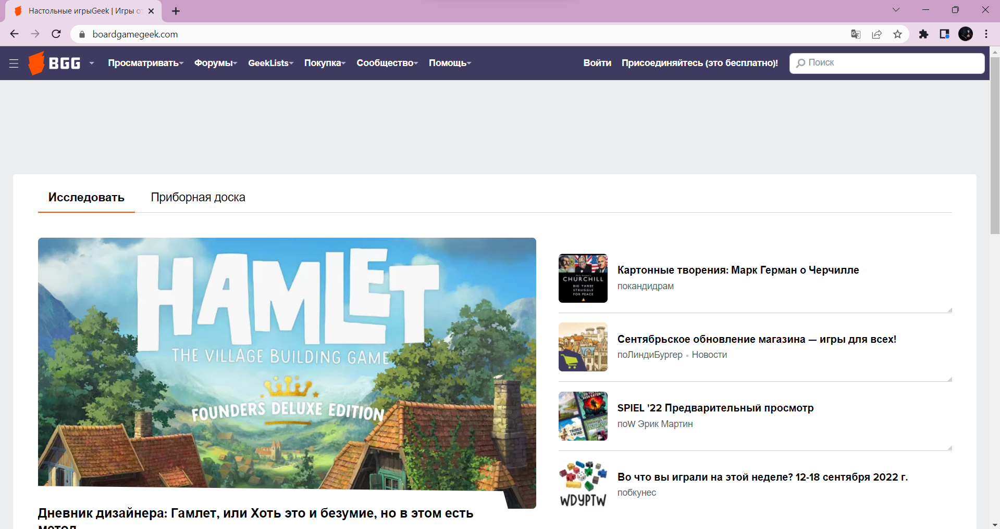 Настольные игрыGeek | Игры о
boardgamegeek.com
BGG
Просматривать
Форумы
GeekLists
Покупка
Сообщество
Помощь
Войти
Присоединяйтесь (это бесплатно)!
Поиск
Исследовать
Приборная доска
HAMLET
THE VILLAGE BUILDING GAME
FOUNDERS DELUXE EDITION
Дневник дизайнера: Гамлет, или Хоть это и безумие, но в этом есть
метод
CHURCHILL
BIG THREE
STRUGGLE
FOR PEACE
Картонные творения: Марк Герман о Черчилле
покандидрам
Сентябрьское обновление магазина — игры для всех!
поЛиндиБургер ▪ Новости
TRIBES
WIND
SPIEL '22 Предварительный просмотр
поW Эрик Мартин
WDYPTW
Во что вы играли на этой неделе? 12-18 сентября 2022 г.
побкунес